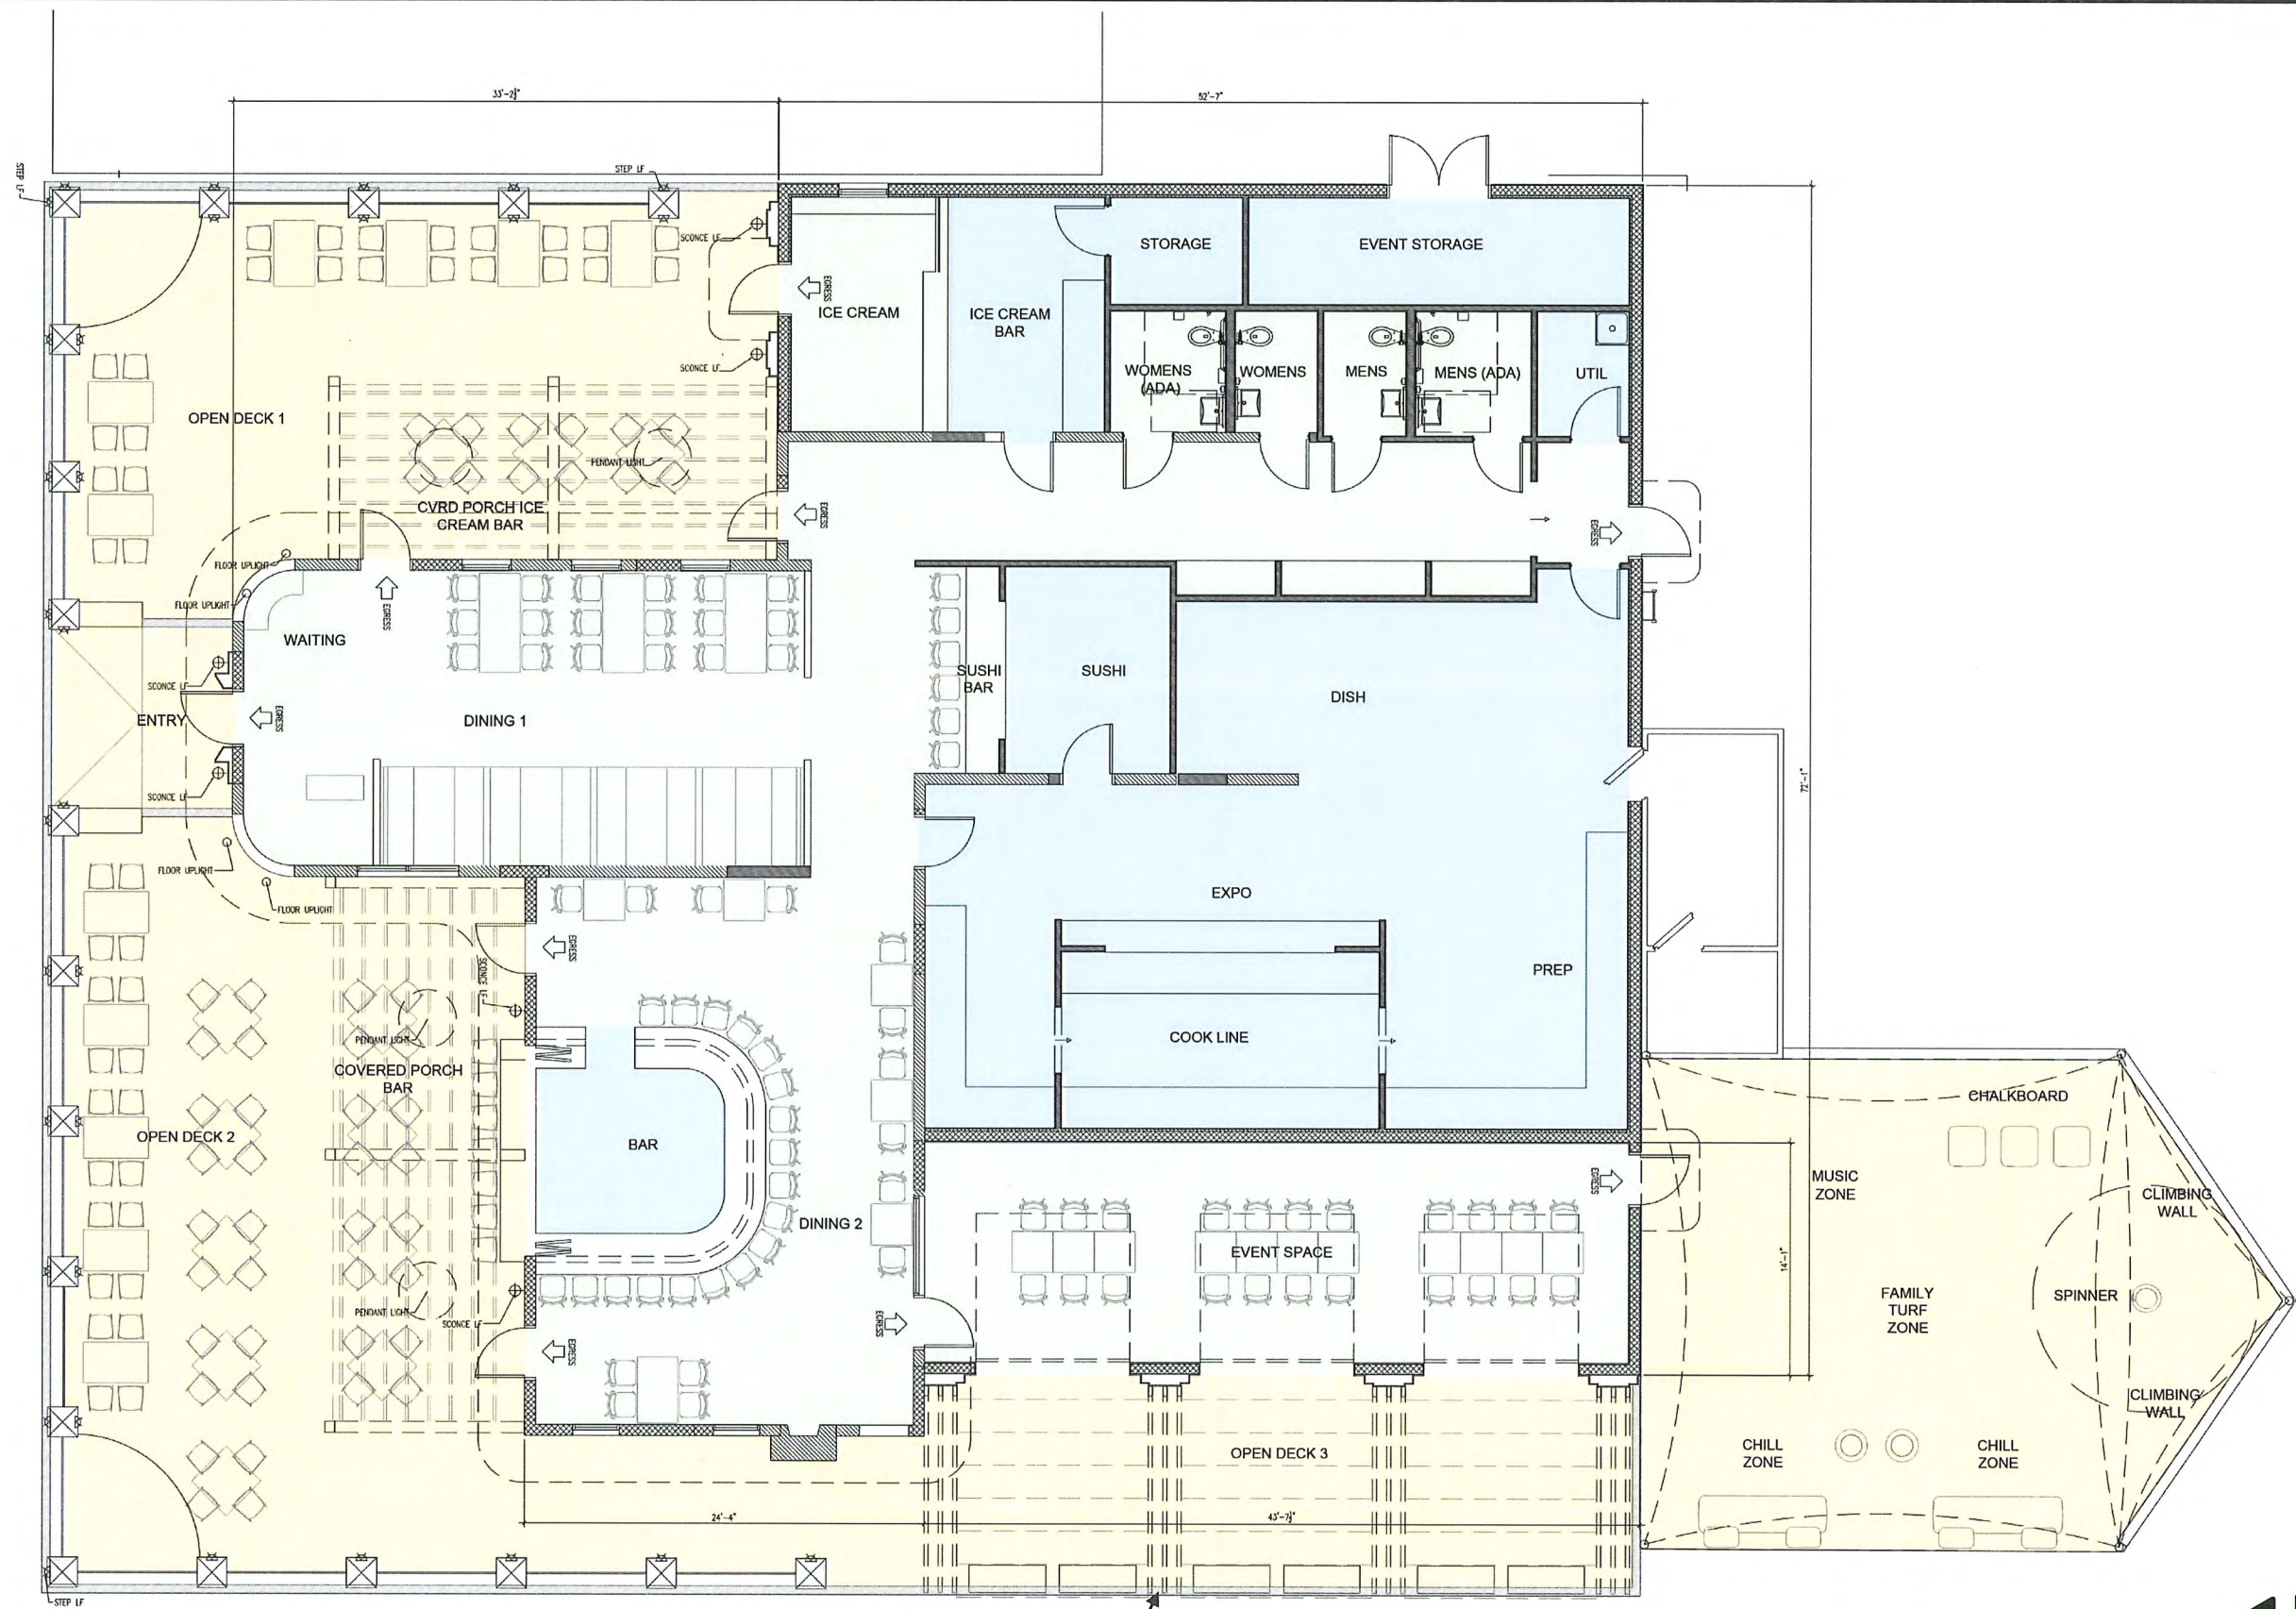 33'-2½"
52'-7"
STEP LF
STEP LF
SCONCE LF
STORAGE
EVENT STORAGE
EGRESS
ICE CREAM
ICE CREAM
BAR
SCONCE LF
WOMENS
(ADA)
WOMENS
MENS
MENS (ADA)
UTIL
OPEN DECK 1
PENDANT LIGHT
CVRD PORCH ICE
CREAM BAR
EGRESS
EGRESS
FLOOR UPLIGHT
FLOOR UPLIGHT
EGRESS
WAITING
SUSHI
BAR
SUSHI
DISH
SCONCE LF
ENTRY
EGRESS
DINING 1
72'-1"
SCONCE LF
FLOOR UPLIGHT
FLOOR UPLIGHT
EXPO
EGRESS
SCONCE LF
PREP
PENDANT LIGHT
COOK LINE
COVERED PORCH
BAR
CHALKBOARD
OPEN DECK 2
BAR
EGRESS
MUSIC
ZONE
CLIMBING
WALL
DINING 2
EVENT SPACE
14'-1"
PENDANT LIGHT
SCONCE LF
EGRESS
EGRESS
FAMILY
TURF
ZONE
SPINNER
CLIMBING
WALL
OPEN DECK 3
CHILL
ZONE
CHILL
ZONE
24'-4"
43'-7½"
STEP LF